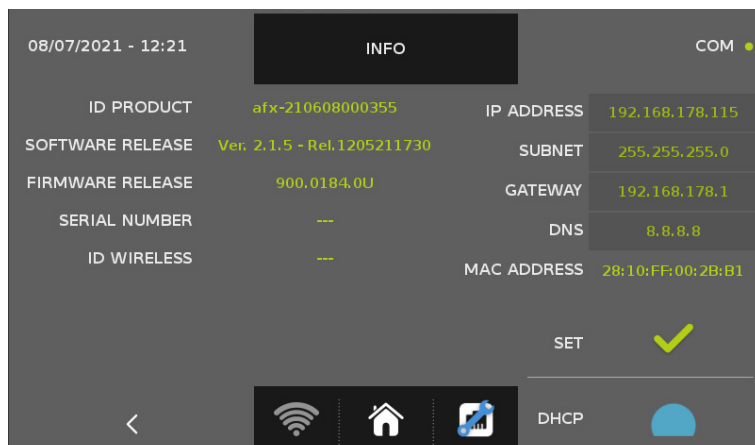 08/07/2021 - 12:21
INFO
COM
ID PRODUCT afx-210608000355
SOFTWARE RELEASE Ver. 2.1.5 - Rel.1205211730
FIRMWARE RELEASE 900.0184.0U
SERIAL NUMBER ---
ID WIRELESS ---
IP ADDRESS 192.168.178.115
SUBNET 255.255.255.0
GATEWAY 192.168.178.1
DNS 8.8.8.8
MAC ADDRESS 28:10:FF:00:2B:B1
SET
DHCP